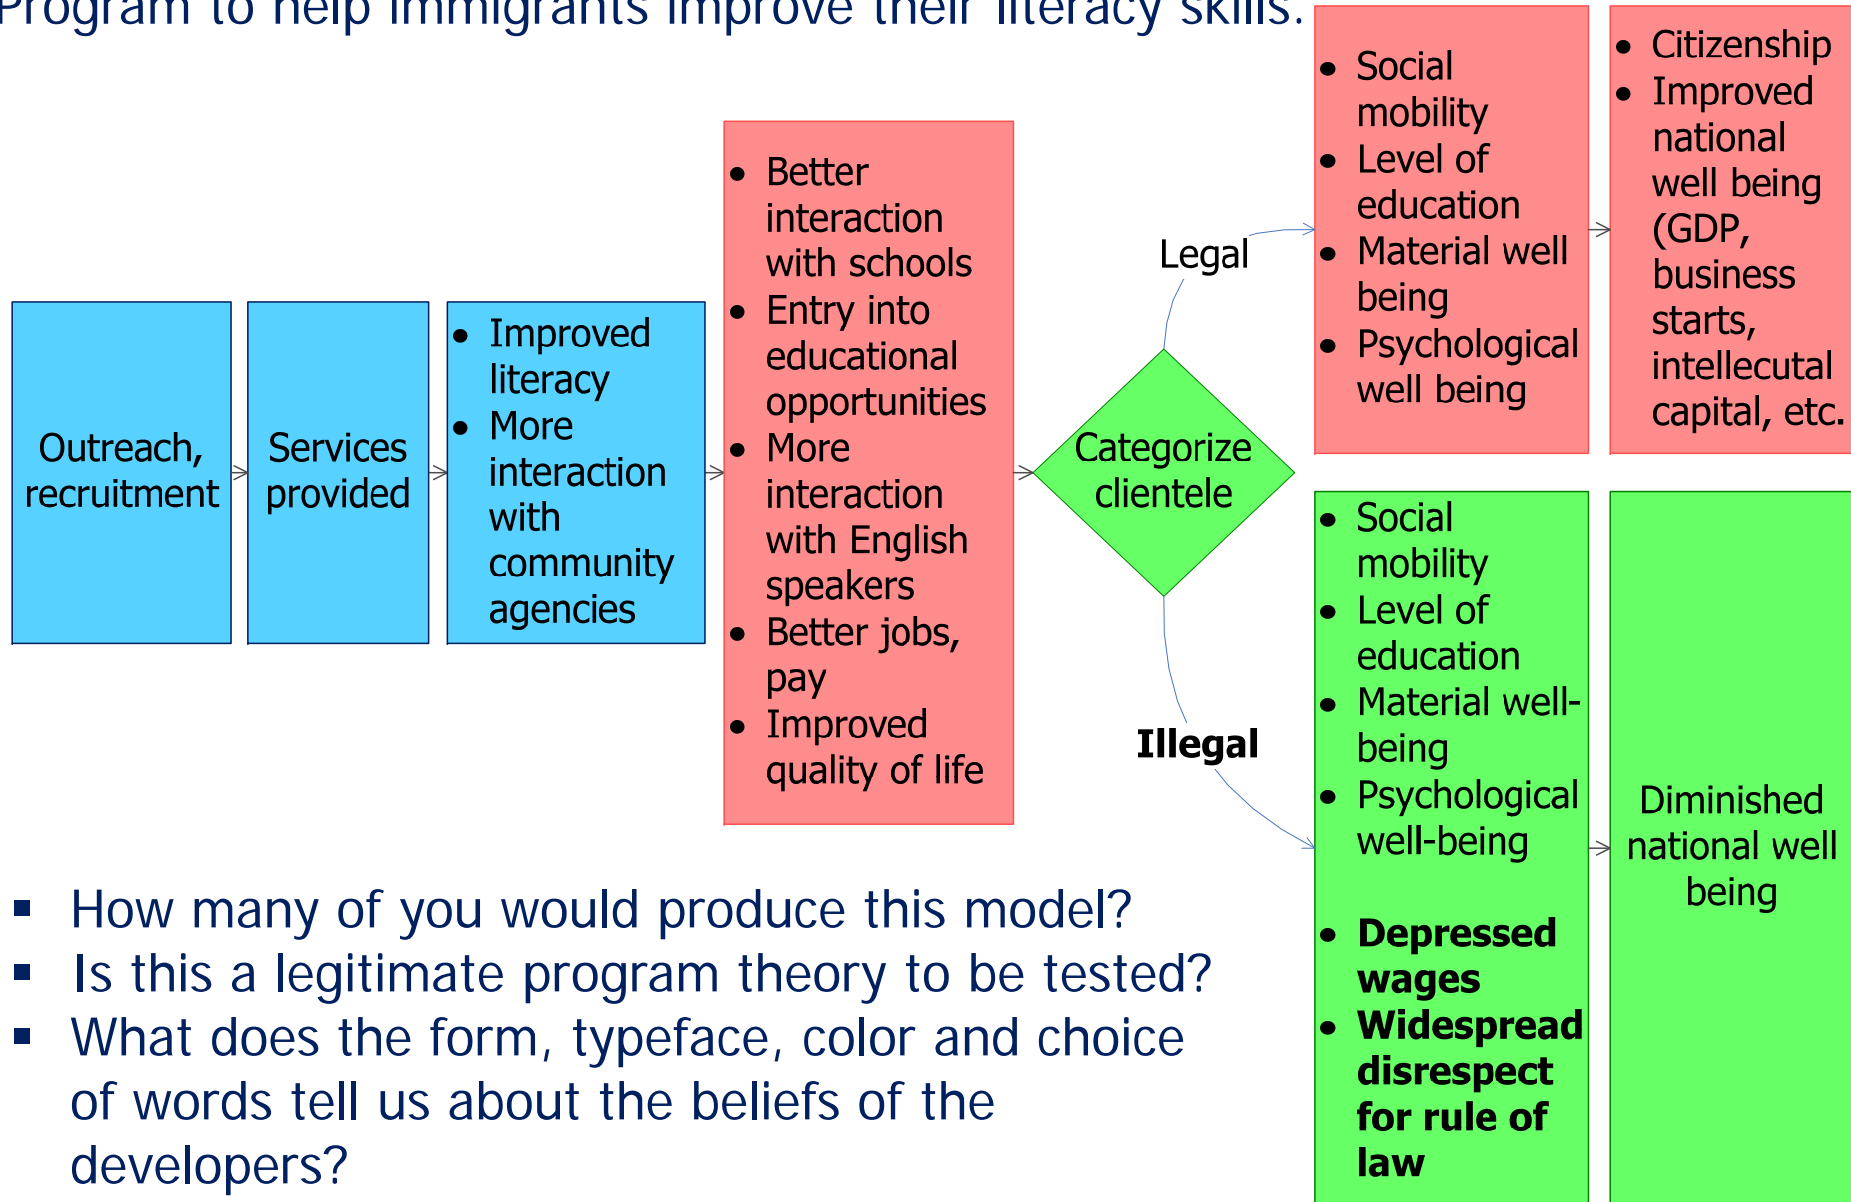 Program to help immigrants improve their literacy skills.
Outreach,
recruitment
Services
provided
• Improved
literacy
• More
interaction
with
community
agencies
• Better
interaction
with schools
• Entry into
educational
opportunities
• More
interaction
with English
speakers
• Better jobs,
pay
• Improved
quality of life
Categorize
clientele
Legal
• Social
mobility
• Level of
education
• Material well
being
• Psychological
well being
• Citizenship
• Improved
national
well being
(GDP,
business
starts,
intellecutal
capital, etc.
Illegal
• Social
mobility
• Level of
education
• Material well-
being
• Psychological
well-being
• Depressed
wages
• Widespread
disrespect
for rule of
law
Diminished
national well
being
▪ How many of you would produce this model?
▪ Is this a legitimate program theory to be tested?
▪ What does the form, typeface, color and choice
of words tell us about the beliefs of the
developers?